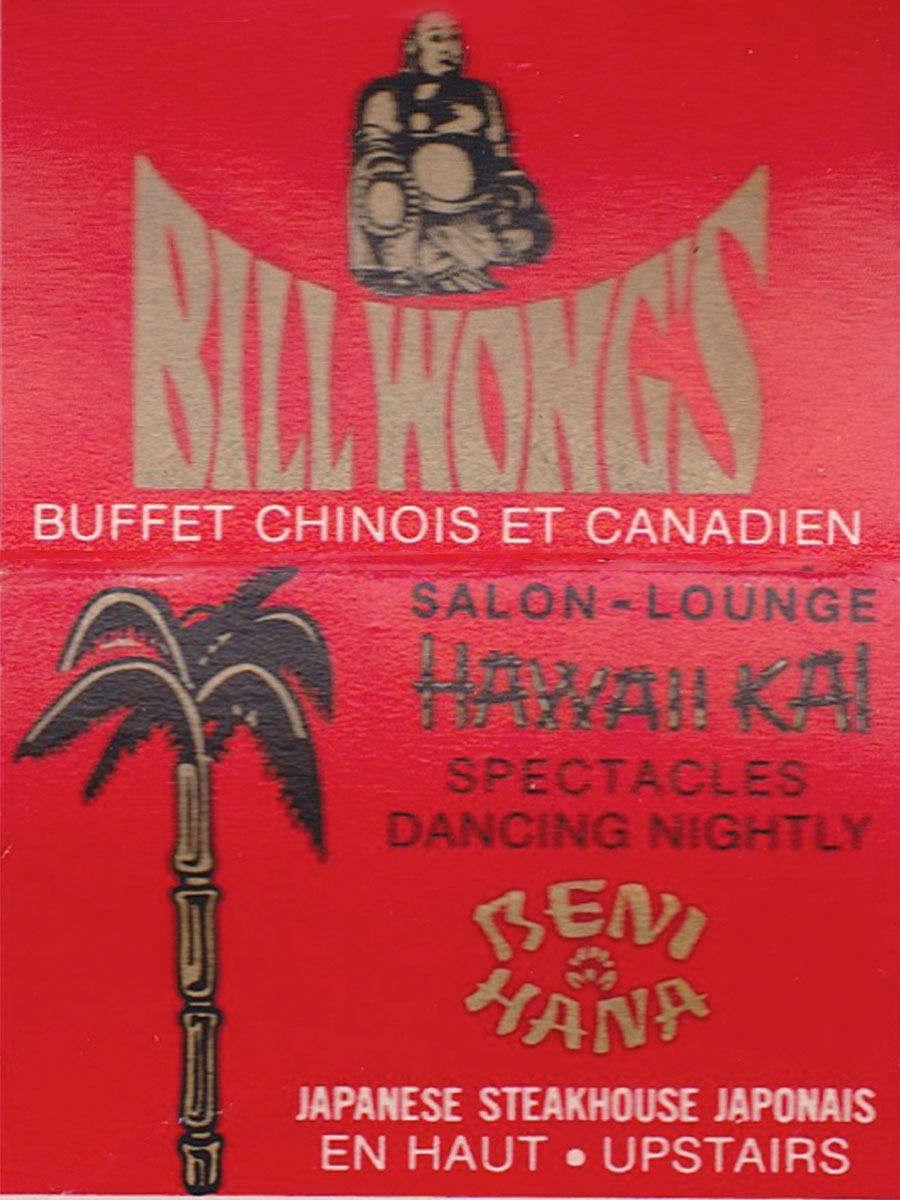 BILL WONG'S
BUFFET CHINOIS ET CANADIEN
SALON - LOUNGE
HAWAII KAI
SPECTACLES
DANCING NIGHTLY
BENI
HANA
JAPANESE STEAKHOUSE JAPONAIS
EN HAUT • UPSTAIRS